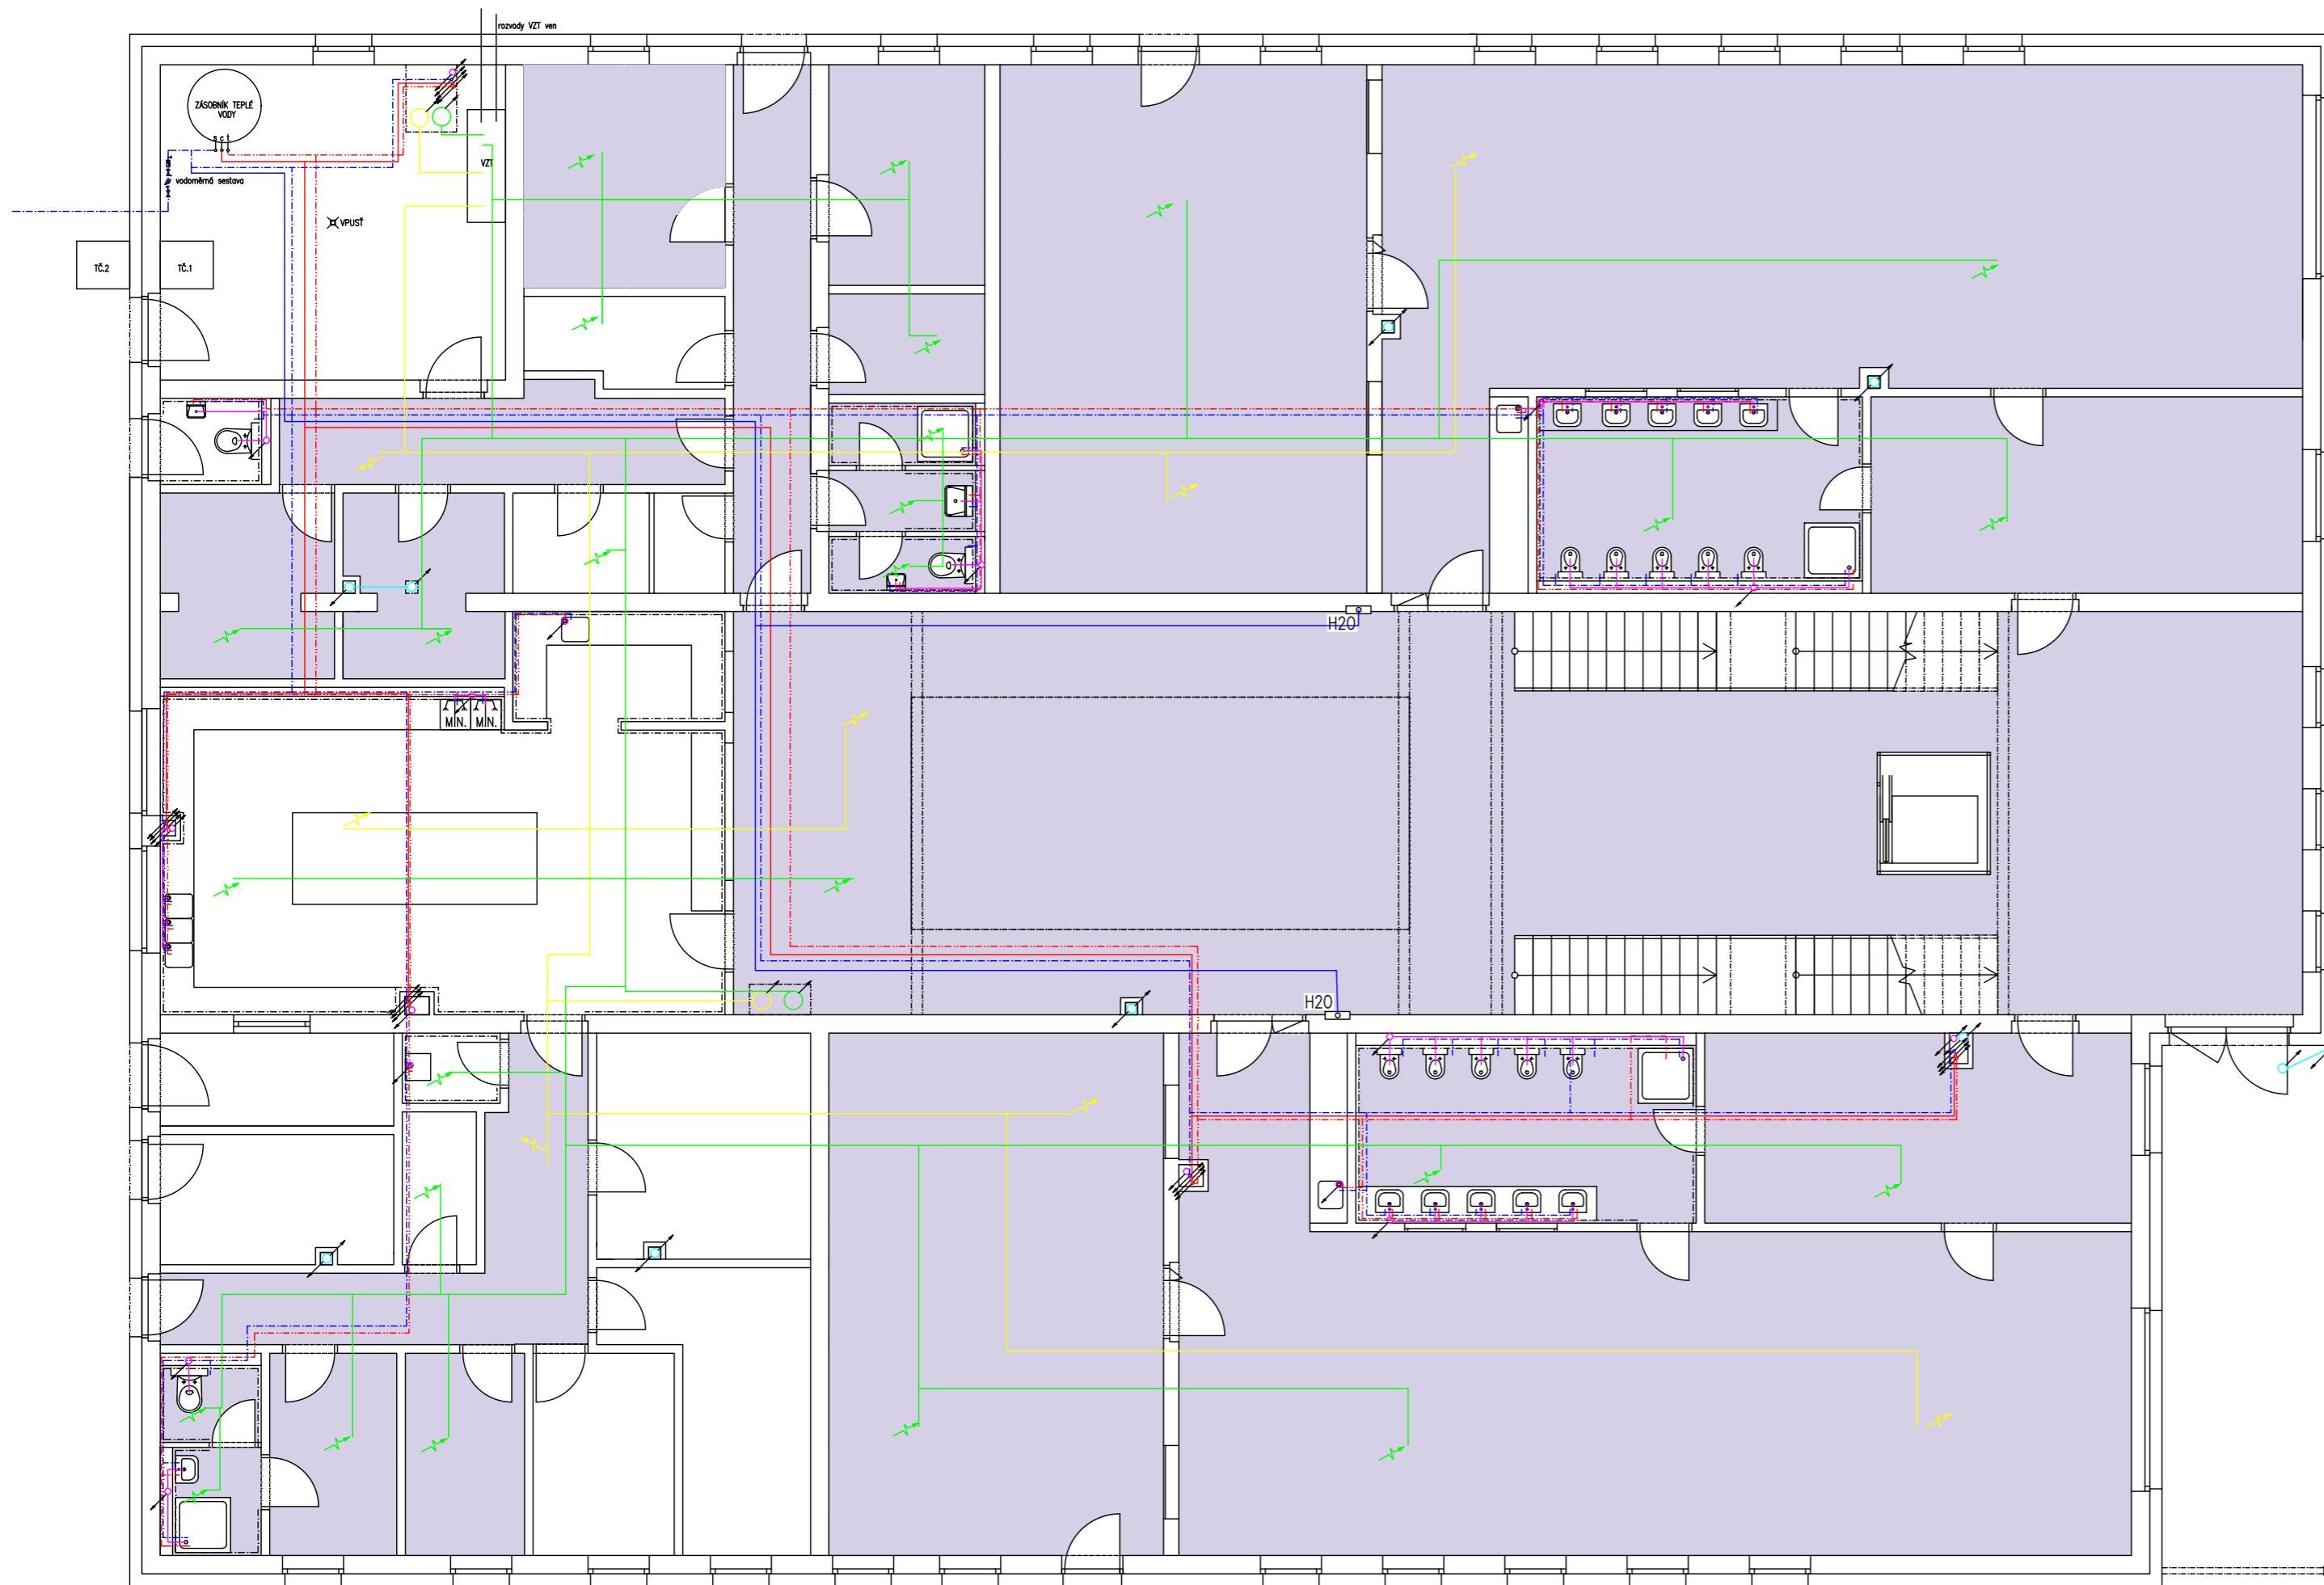 rozvody VZT ven
ZÁSOBNÍK TEPLÉ
VODY
s c t
VZT
vodoměrná sestava
VPUSŤ
TČ.2
TČ.1
H2O
MIN. MIN.
H2O